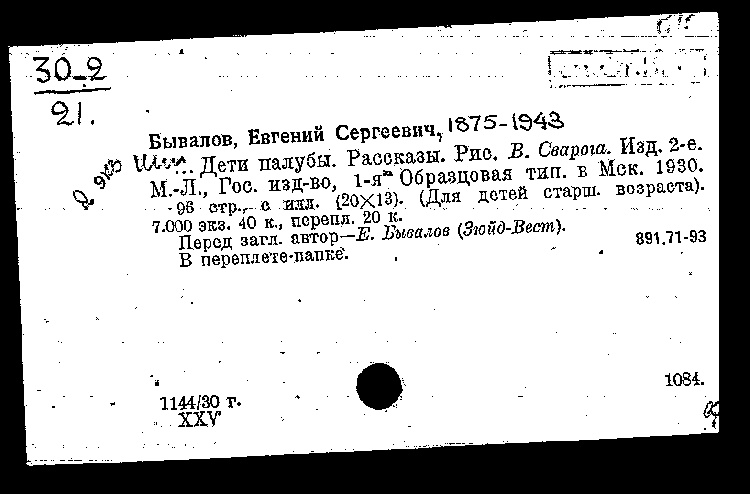 30-2
21.
Бывалов, Евгений Сергеевич, 1875-1943
... Дети палубы. Рассказы. Рис. В. Сварога. Изд. 2-е.
2 экз
М.-Л., Гос. изд-во, 1-я Образцовая тип. в Мск. 1930.
96 стр., с илл. (20×13). (Для детей старш. возраста).
7.000 экз. 40 к., перепл. 20 к.
Перед загл. автор—Е. Бывалов (Зюйд-Вест).
891.71-93
В переплете-папке.
1084.
1144/30 г.
XXV